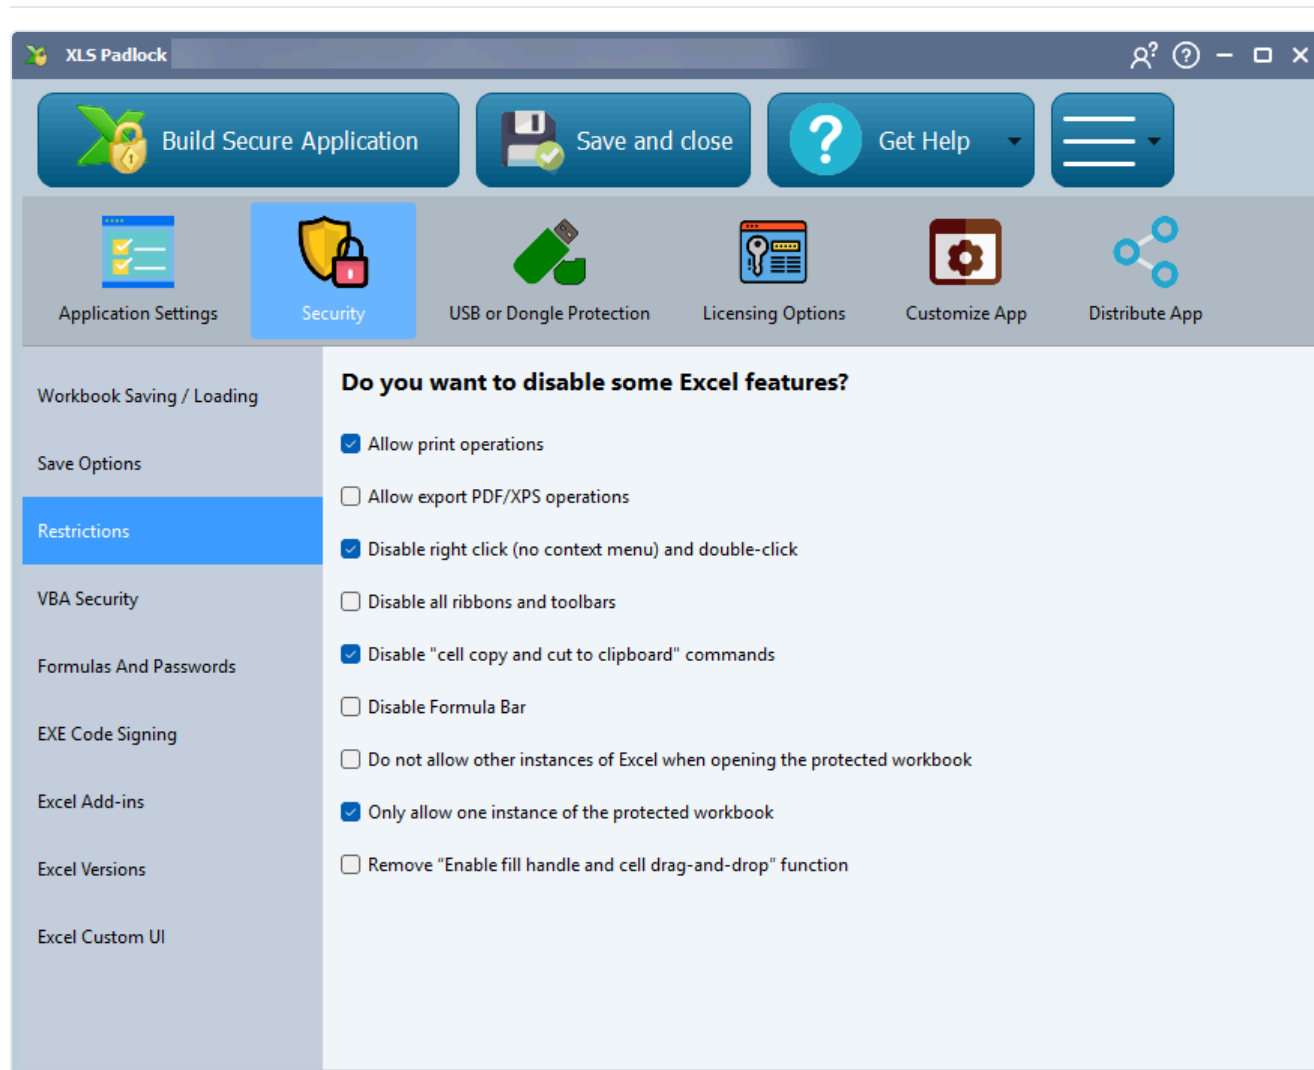 XLS Padlock
Build Secure Application
Save and close
Get Help
Application Settings
Security
USB or Dongle Protection
Licensing Options
Customize App
Distribute App
Workbook Saving / Loading
Save Options
Restrictions
VBA Security
Formulas And Passwords
EXE Code Signing
Excel Add-ins
Excel Versions
Excel Custom UI
Do you want to disable some Excel features?
Allow print operations
Allow export PDF/XPS operations
Disable right click (no context menu) and double-click
Disable all ribbons and toolbars
Disable "cell copy and cut to clipboard" commands
Disable Formula Bar
Do not allow other instances of Excel when opening the protected workbook
Only allow one instance of the protected workbook
Remove “Enable fill handle and cell drag-and-drop” function